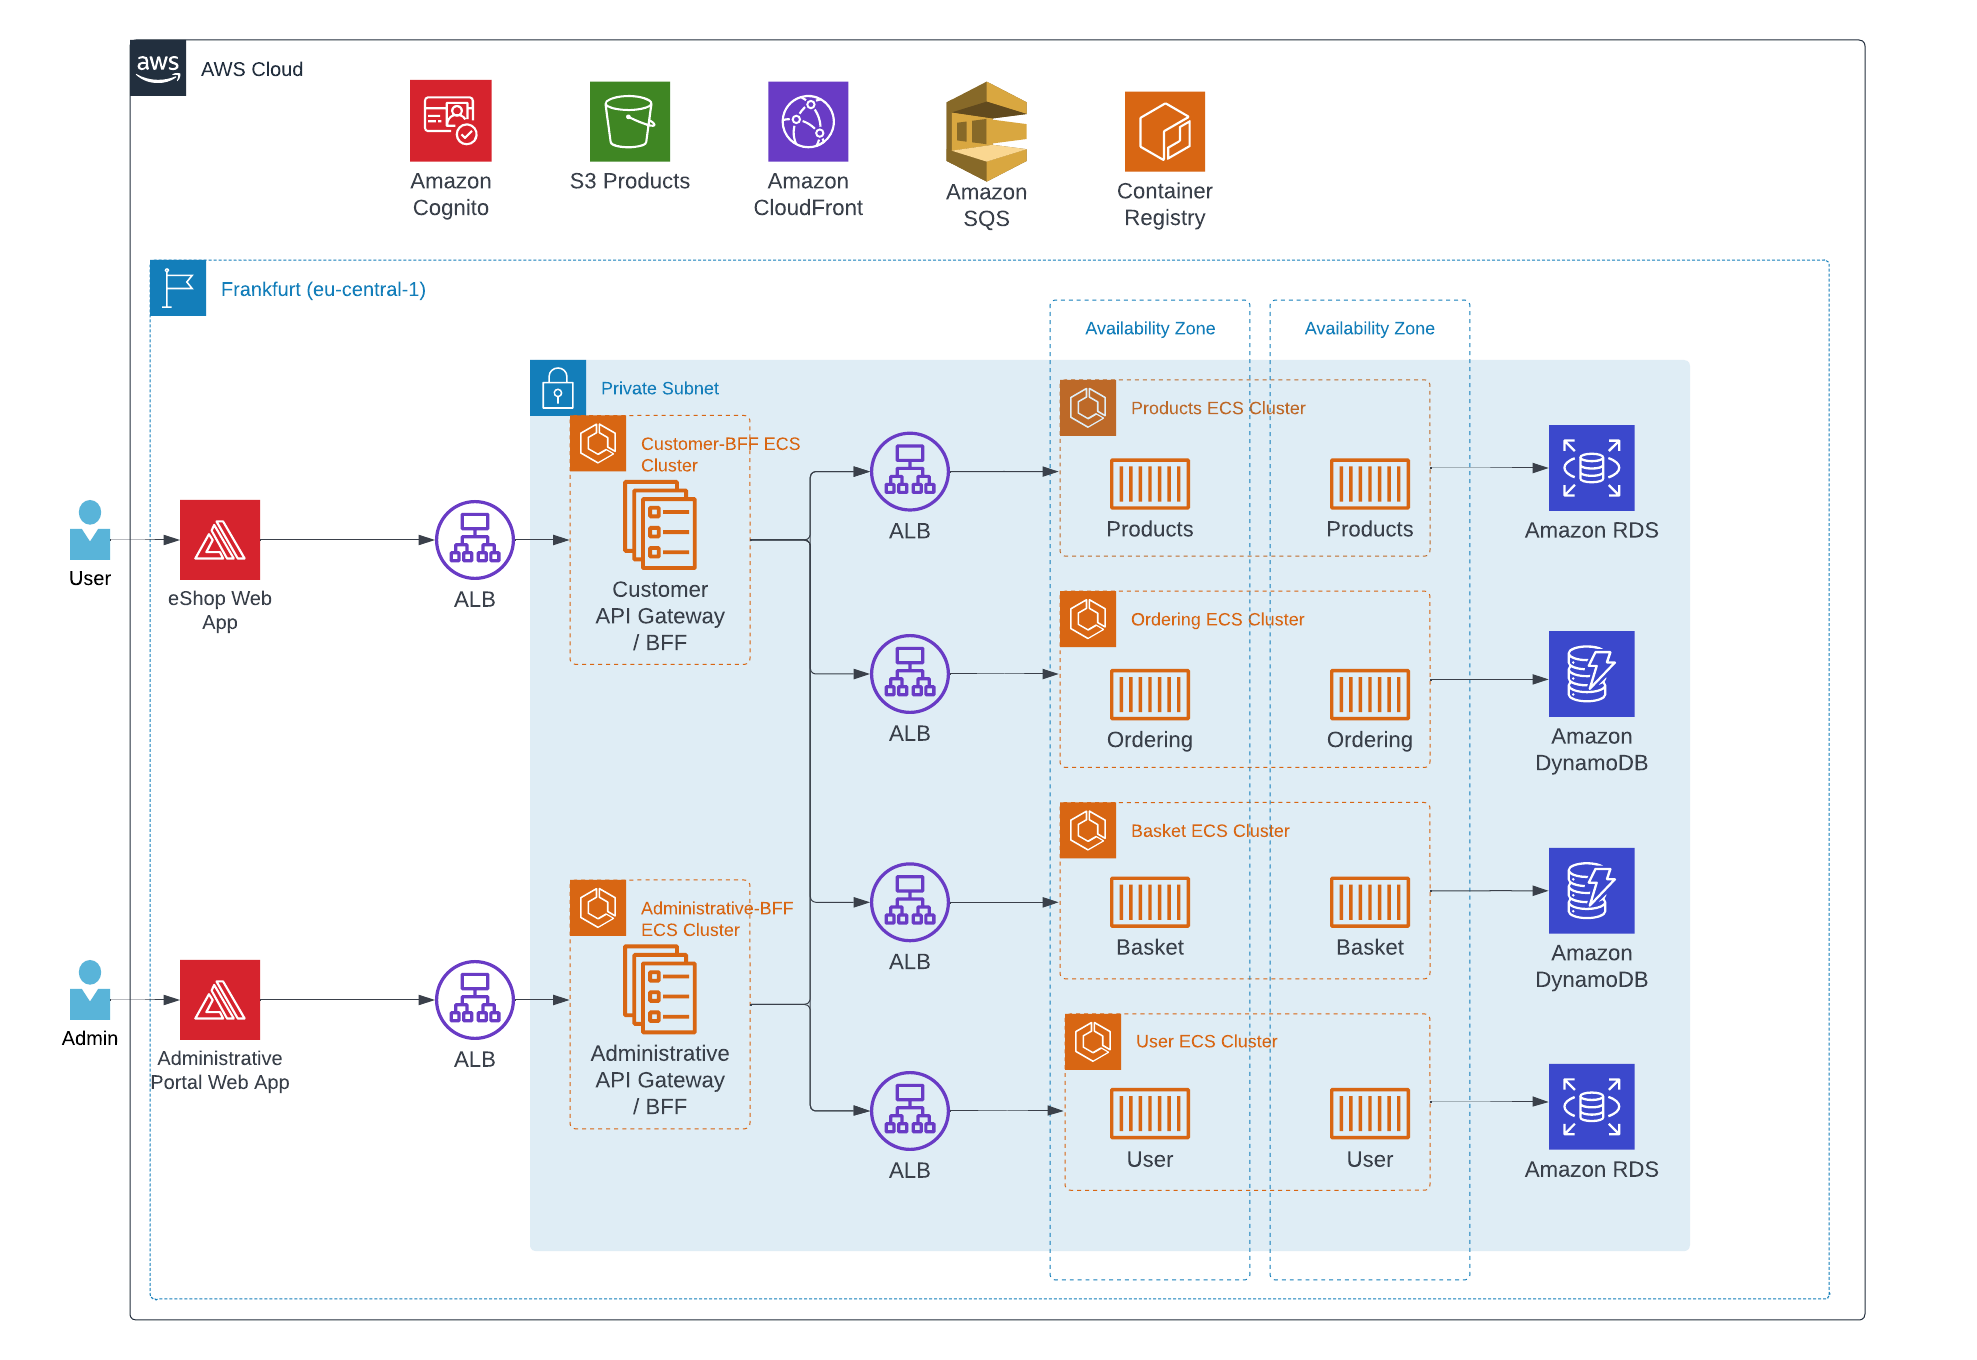 aws
AWS Cloud
Amazon
Cognito
S3 Products
Amazon
CloudFront
Amazon
SQS
Container
Registry
Frankfurt (eu-central-1)
Availability Zone
Availability Zone
Private Subnet
Customer-BFF ECS
Cluster
Customer
API Gateway
/ BFF
User
eShop Web
App
ALB
ALB
Products ECS Cluster
Products
Products
Amazon RDS
ALB
Ordering ECS Cluster
Ordering
Ordering
Amazon
DynamoDB
Administrative-BFF
ECS Cluster
Administrative
API Gateway
/ BFF
Admin
Administrative
Portal Web App
ALB
ALB
Basket ECS Cluster
Basket
Basket
Amazon
DynamoDB
ALB
User ECS Cluster
User
User
Amazon RDS